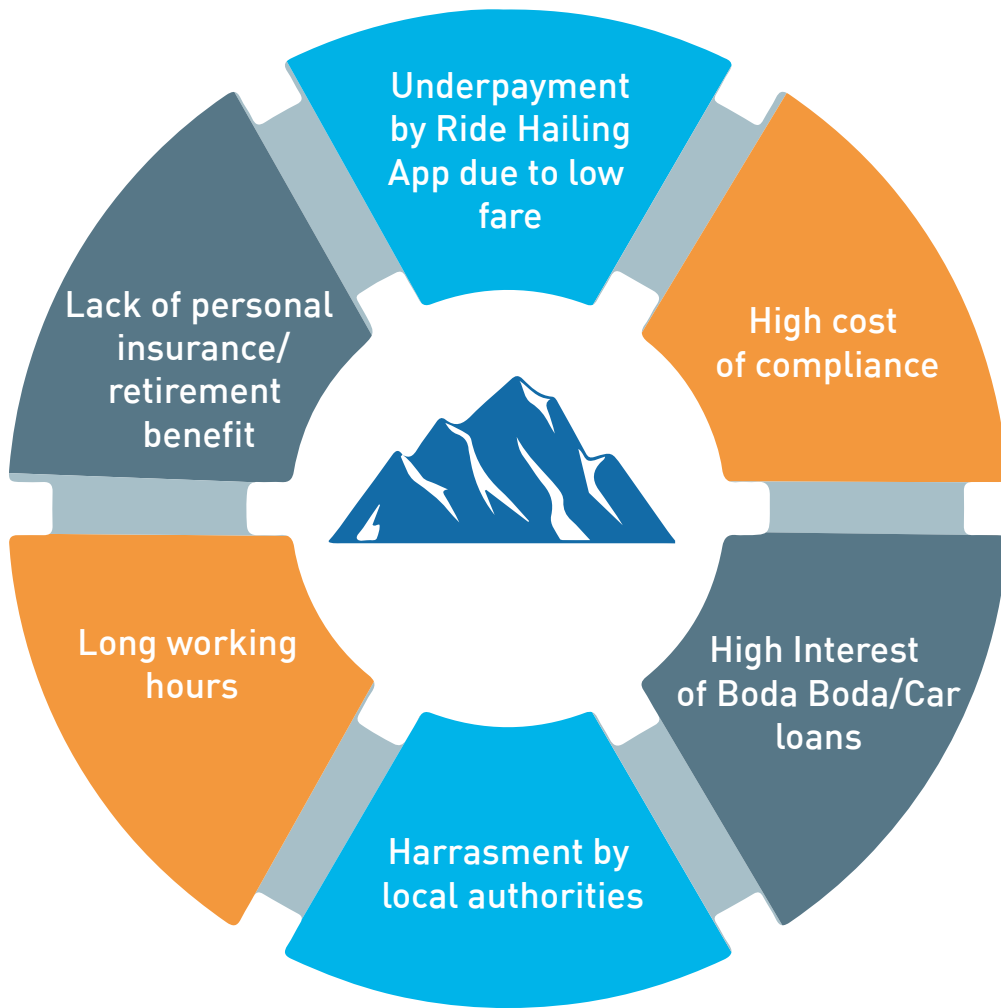 Underpayment
by Ride Hailing
App due to low
fare
High cost
of compliance
High Interest
of Boda Boda/Car
loans
Harrasment by
local authorities
Long working
hours
Lack of personal
insurance/
retirement
benefit